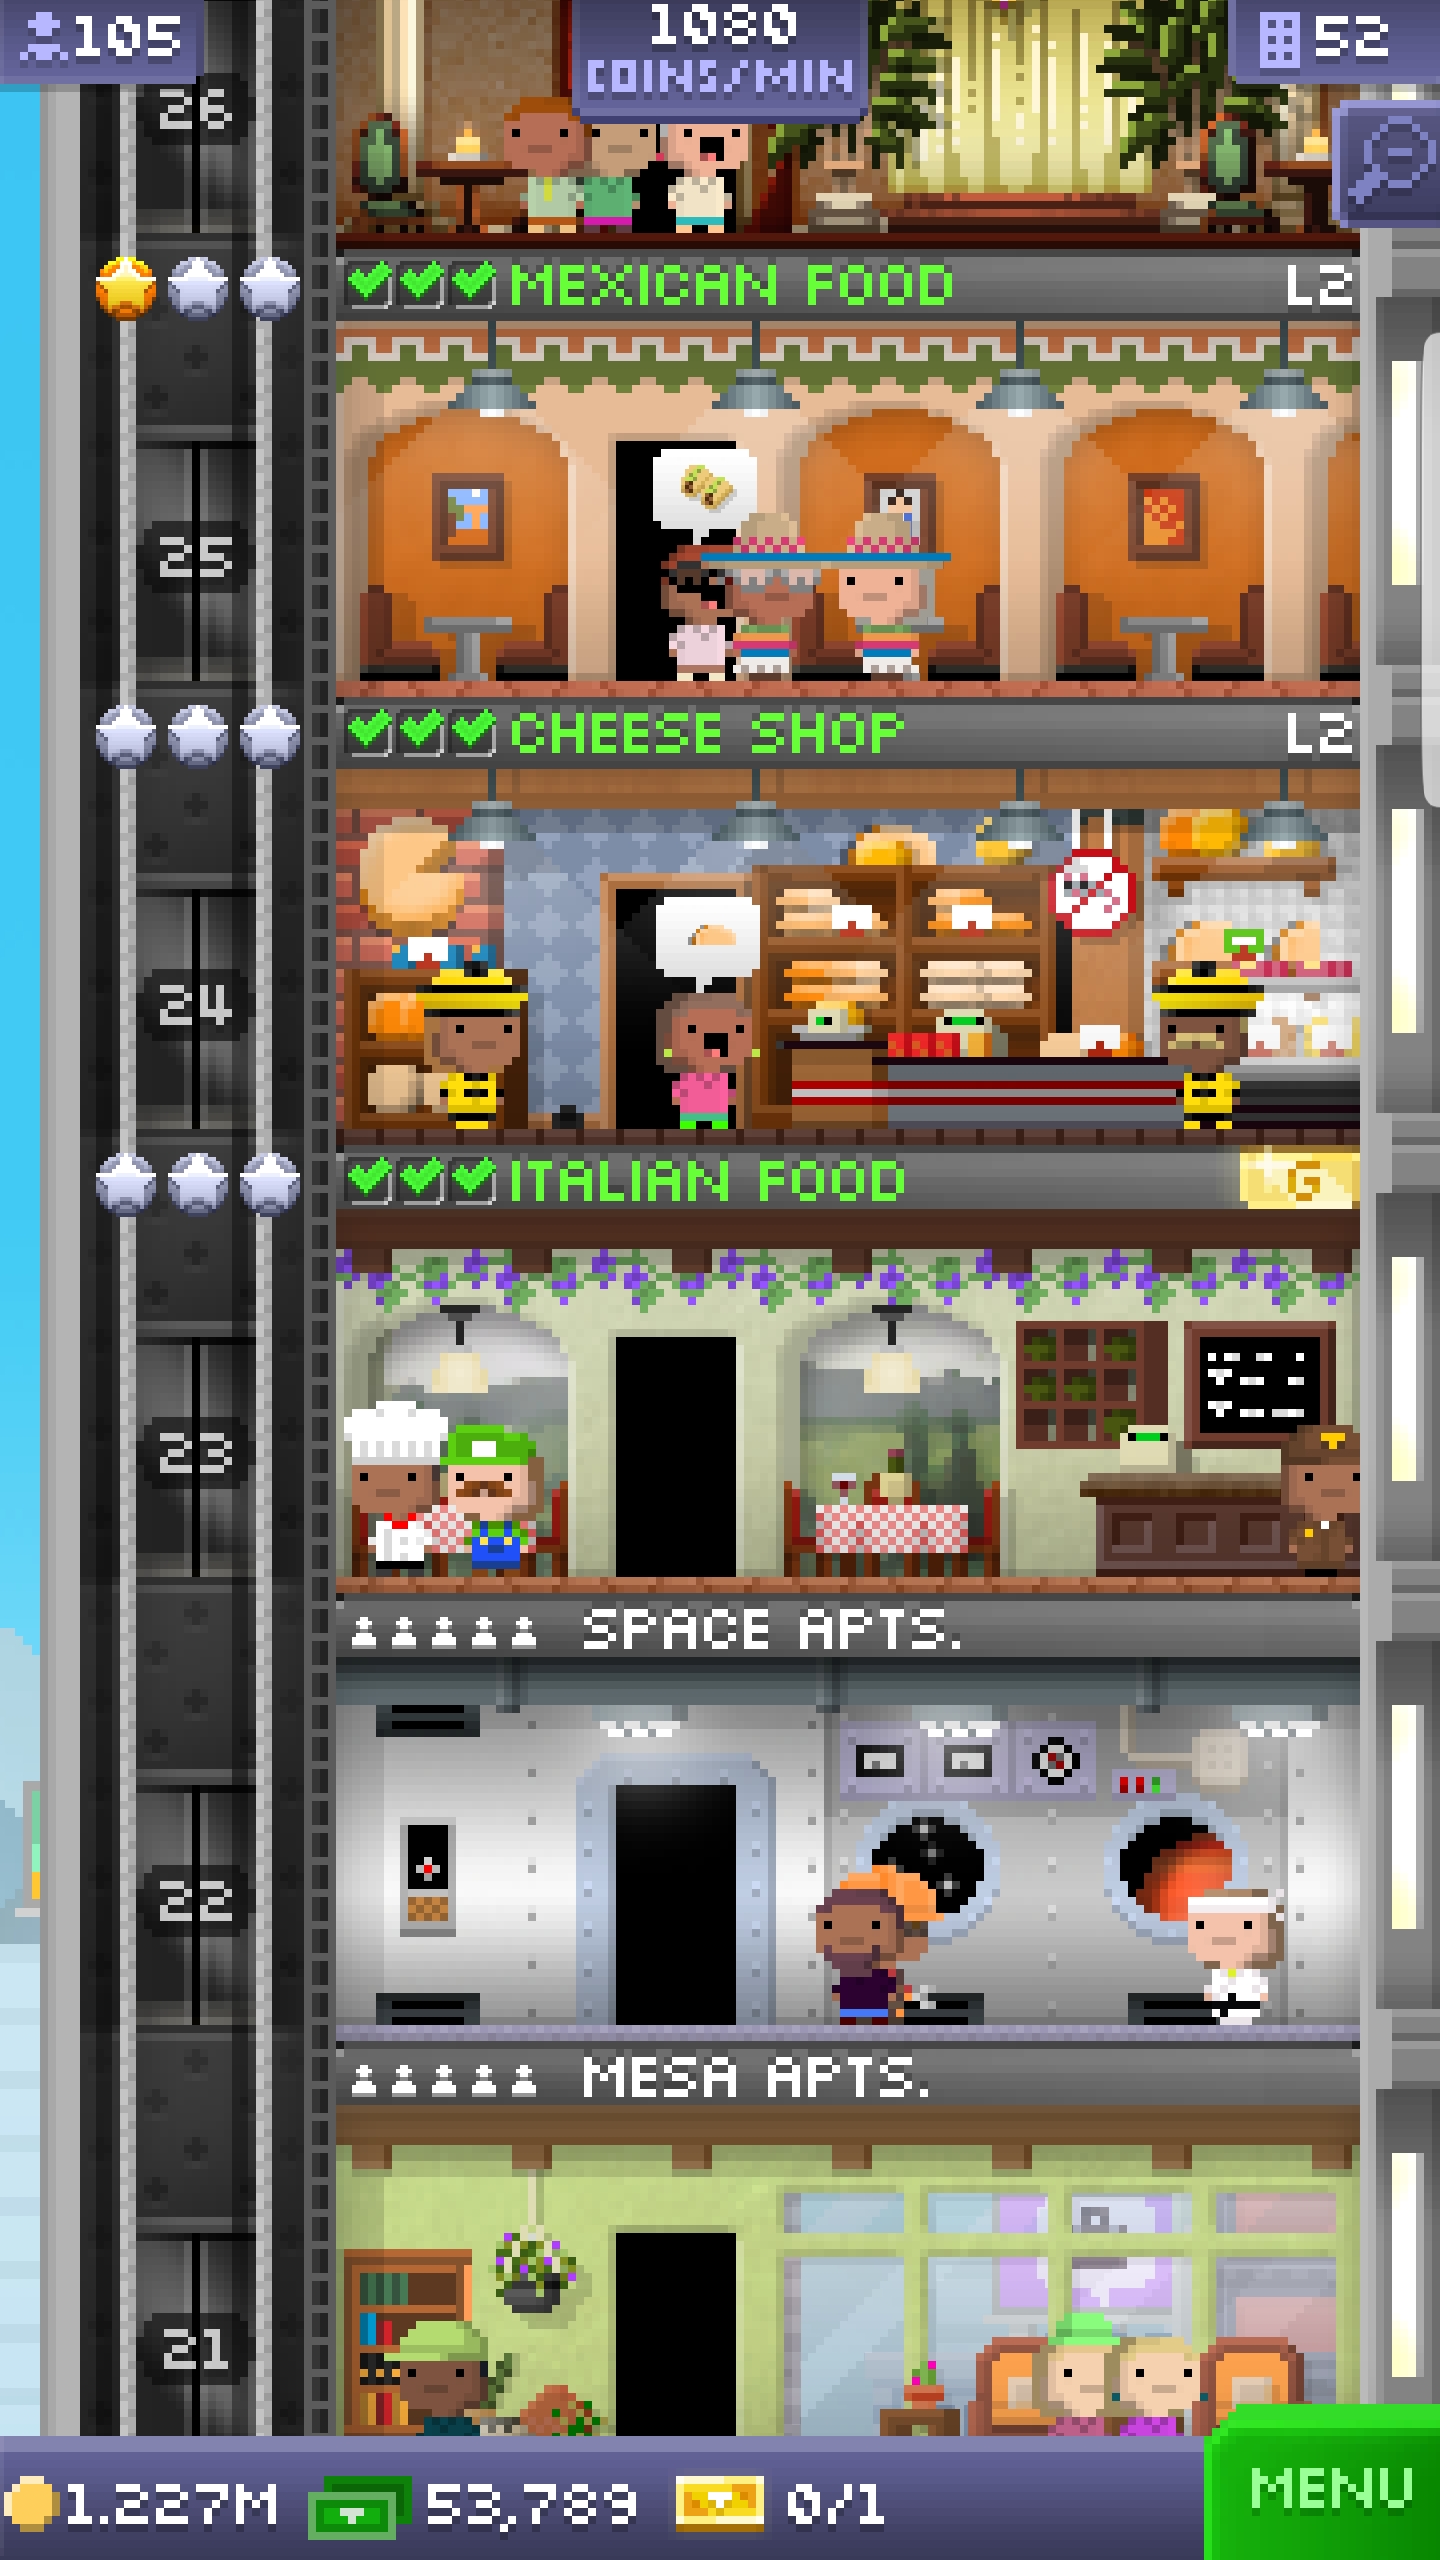 105
1080
COINS/MIN
52
26
MEXICAN FOOD
L2
25
CHEESE SHOP
L2
24
ITALIAN FOOD
G
23
SPACE APTS.
22
MESA APTS.
21
1.227M
53,789
0/1
MENU